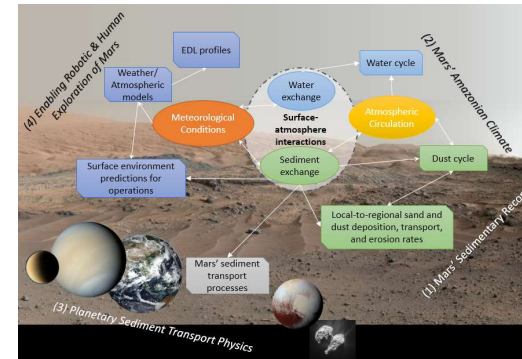 (4) Enabling Robotic & Human
Exploration of Mars
EDL profiles
Weather/
Atmospheric
models
Meteorological
Conditions
Water
exchange
Surface-
atmosphere
interactions
Sediment
exchange
Water cycle
Atmospheric
Circulation
(2) Mars' Amazonian Climate
Dust cycle
Surface environment
predictions for
operations
Local-to-regional sand and
dust deposition, transport,
and erosion rates
(1) Mars' Sedimentary
Mars' sediment
transport
processes
(3) Planetary Sediment Transport Physics